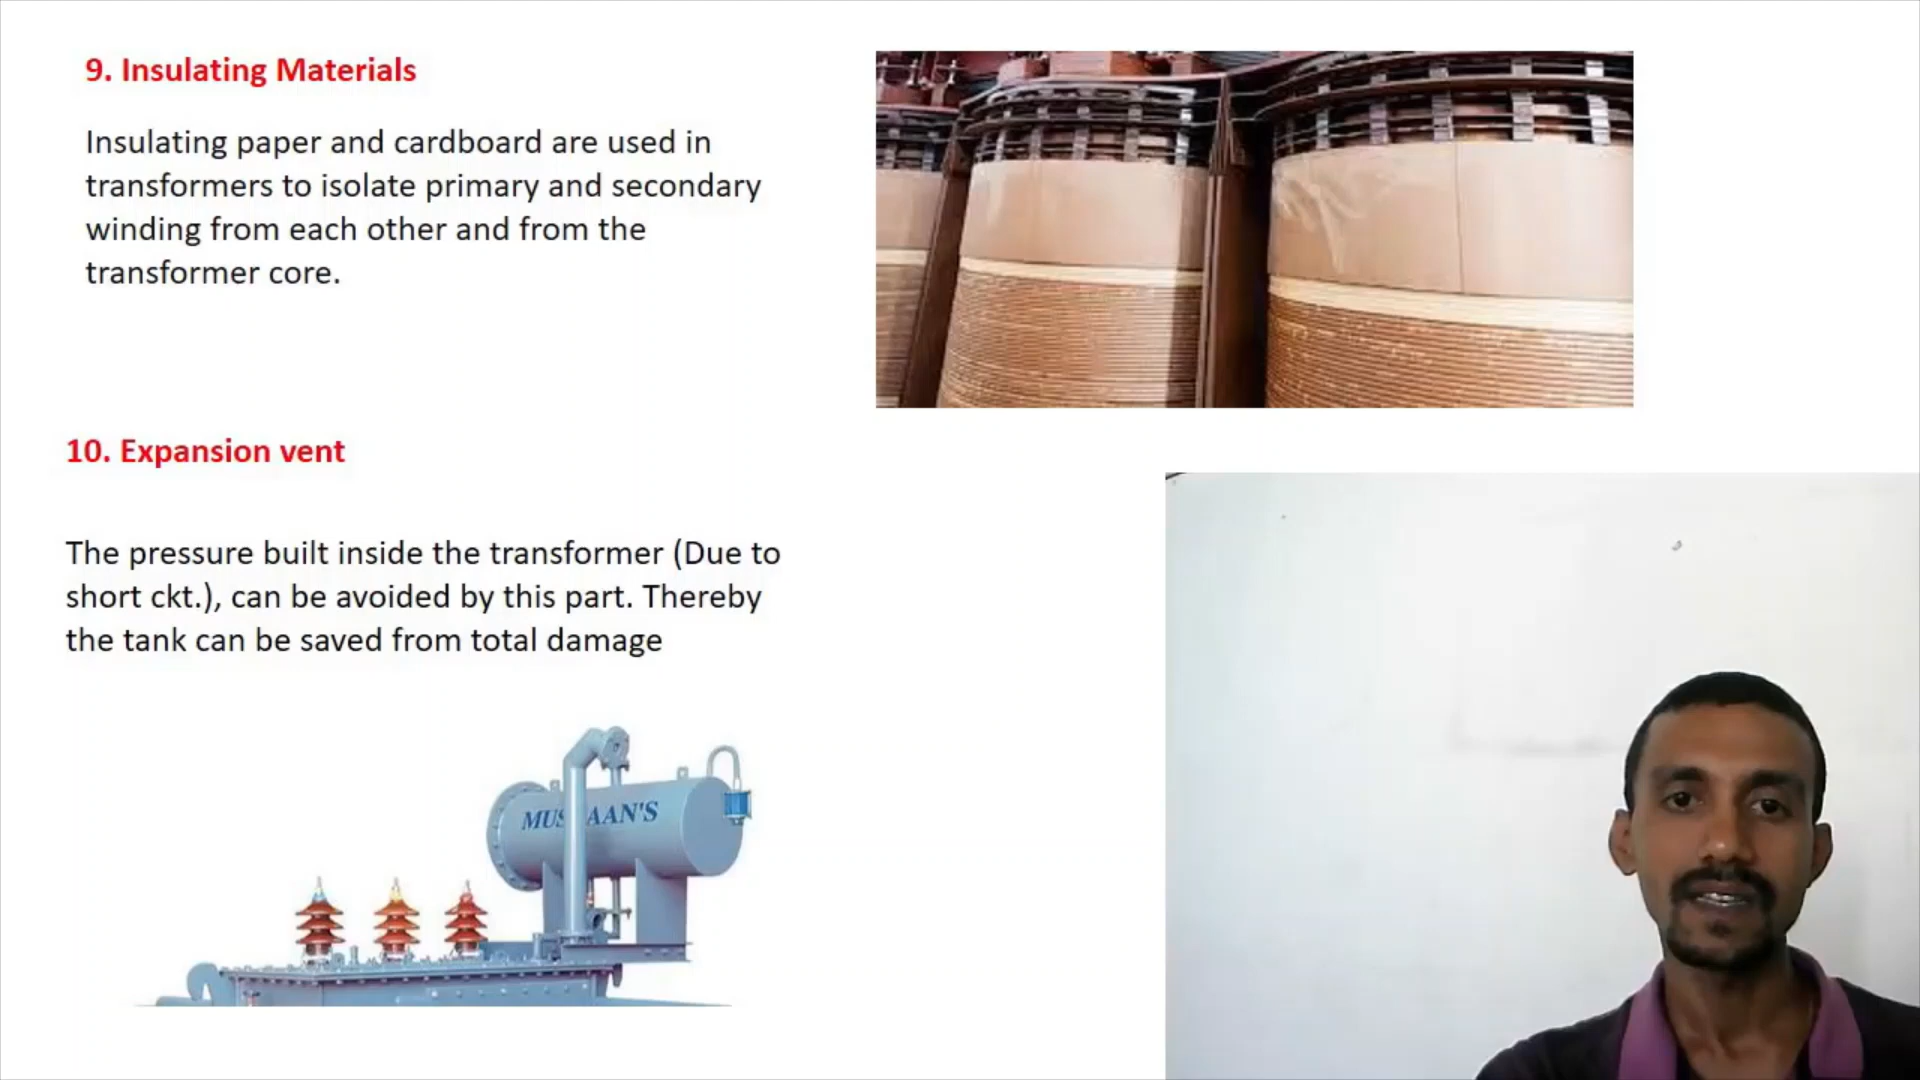 9. Insulating Materials
Insulating paper and cardboard are used in
transformers to isolate primary and secondary
winding from each other and from the
transformer core.
10. Expansion vent
The pressure built inside the transformer (Due to
short ckt.), can be avoided by this part. Thereby
the tank can be saved from total damage